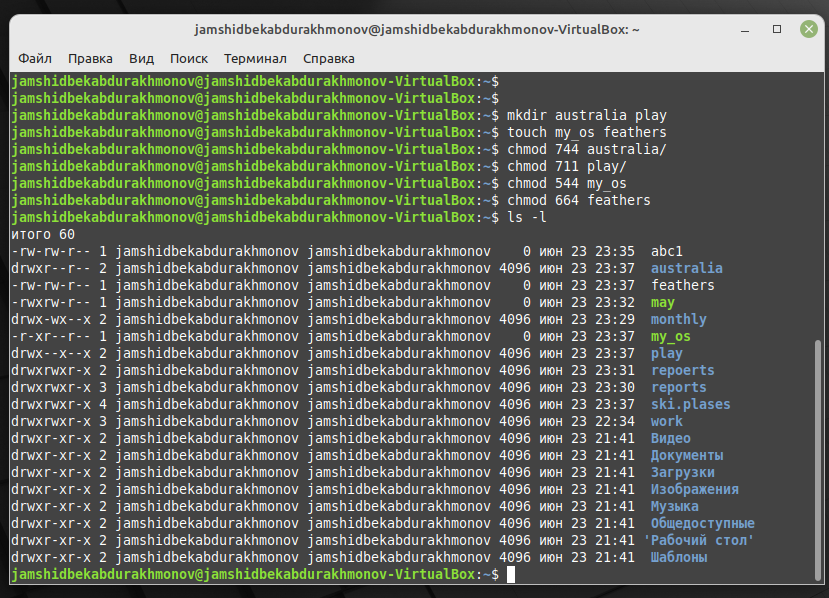 jamshidbekabdurakhmonov@jamshidbekabdurakhmonov-VirtualBox: ~
Файл Правка Вид Поиск Терминал Справка
jamshidbekabdurakhmonov@jamshidbekabdurakhmonov-VirtualBox:~$
jamshidbekabdurakhmonov@jamshidbekabdurakhmonov-VirtualBox:~$
jamshidbekabdurakhmonov@jamshidbekabdurakhmonov-VirtualBox:~$ mkdir australia play
jamshidbekabdurakhmonov@jamshidbekabdurakhmonov-VirtualBox:~$ touch my_os feathers
jamshidbekabdurakhmonov@jamshidbekabdurakhmonov-VirtualBox:~$ chmod 744 australia/
jamshidbekabdurakhmonov@jamshidbekabdurakhmonov-VirtualBox:~$ chmod 711 play/
jamshidbekabdurakhmonov@jamshidbekabdurakhmonov-VirtualBox:~$ chmod 544 my_os
jamshidbekabdurakhmonov@jamshidbekabdurakhmonov-VirtualBox:~$ chmod 664 feathers
jamshidbekabdurakhmonov@jamshidbekabdurakhmonov-VirtualBox:~$ ls -l
итого 60
-rw-rw-r-- 1 jamshidbekabdurakhmonov jamshidbekabdurakhmonov    0 июн 23 23:35  abc1
drwxr--r-- 2 jamshidbekabdurakhmonov jamshidbekabdurakhmonov 4096 июн 23 23:37  australia
-rw-rw-r-- 1 jamshidbekabdurakhmonov jamshidbekabdurakhmonov    0 июн 23 23:37  feathers
-rwxrw-r-- 1 jamshidbekabdurakhmonov jamshidbekabdurakhmonov    0 июн 23 23:32  may
drwx-wx--x 2 jamshidbekabdurakhmonov jamshidbekabdurakhmonov 4096 июн 23 23:29  monthly
-r-xr--r-- 1 jamshidbekabdurakhmonov jamshidbekabdurakhmonov    0 июн 23 23:37  my_os
drwx--x--x 2 jamshidbekabdurakhmonov jamshidbekabdurakhmonov 4096 июн 23 23:37  play
drwxrwxr-x 2 jamshidbekabdurakhmonov jamshidbekabdurakhmonov 4096 июн 23 23:31  repoerts
drwxrwxr-x 3 jamshidbekabdurakhmonov jamshidbekabdurakhmonov 4096 июн 23 23:30  reports
drwxrwxr-x 4 jamshidbekabdurakhmonov jamshidbekabdurakhmonov 4096 июн 23 23:37  ski.plases
drwxrwxr-x 3 jamshidbekabdurakhmonov jamshidbekabdurakhmonov 4096 июн 23 22:34  work
drwxr-xr-x 2 jamshidbekabdurakhmonov jamshidbekabdurakhmonov 4096 июн 23 21:41  Видео
drwxr-xr-x 2 jamshidbekabdurakhmonov jamshidbekabdurakhmonov 4096 июн 23 21:41  Документы
drwxr-xr-x 2 jamshidbekabdurakhmonov jamshidbekabdurakhmonov 4096 июн 23 21:41  Загрузки
drwxr-xr-x 2 jamshidbekabdurakhmonov jamshidbekabdurakhmonov 4096 июн 23 21:41  Изображения
drwxr-xr-x 2 jamshidbekabdurakhmonov jamshidbekabdurakhmonov 4096 июн 23 21:41  Музыка
drwxr-xr-x 2 jamshidbekabdurakhmonov jamshidbekabdurakhmonov 4096 июн 23 21:41  Общедоступные
drwxr-xr-x 2 jamshidbekabdurakhmonov jamshidbekabdurakhmonov 4096 июн 23 21:41 'Рабочий стол'
drwxr-xr-x 2 jamshidbekabdurakhmonov jamshidbekabdurakhmonov 4096 июн 23 21:41  Шаблоны
jamshidbekabdurakhmonov@jamshidbekabdurakhmonov-VirtualBox:~$